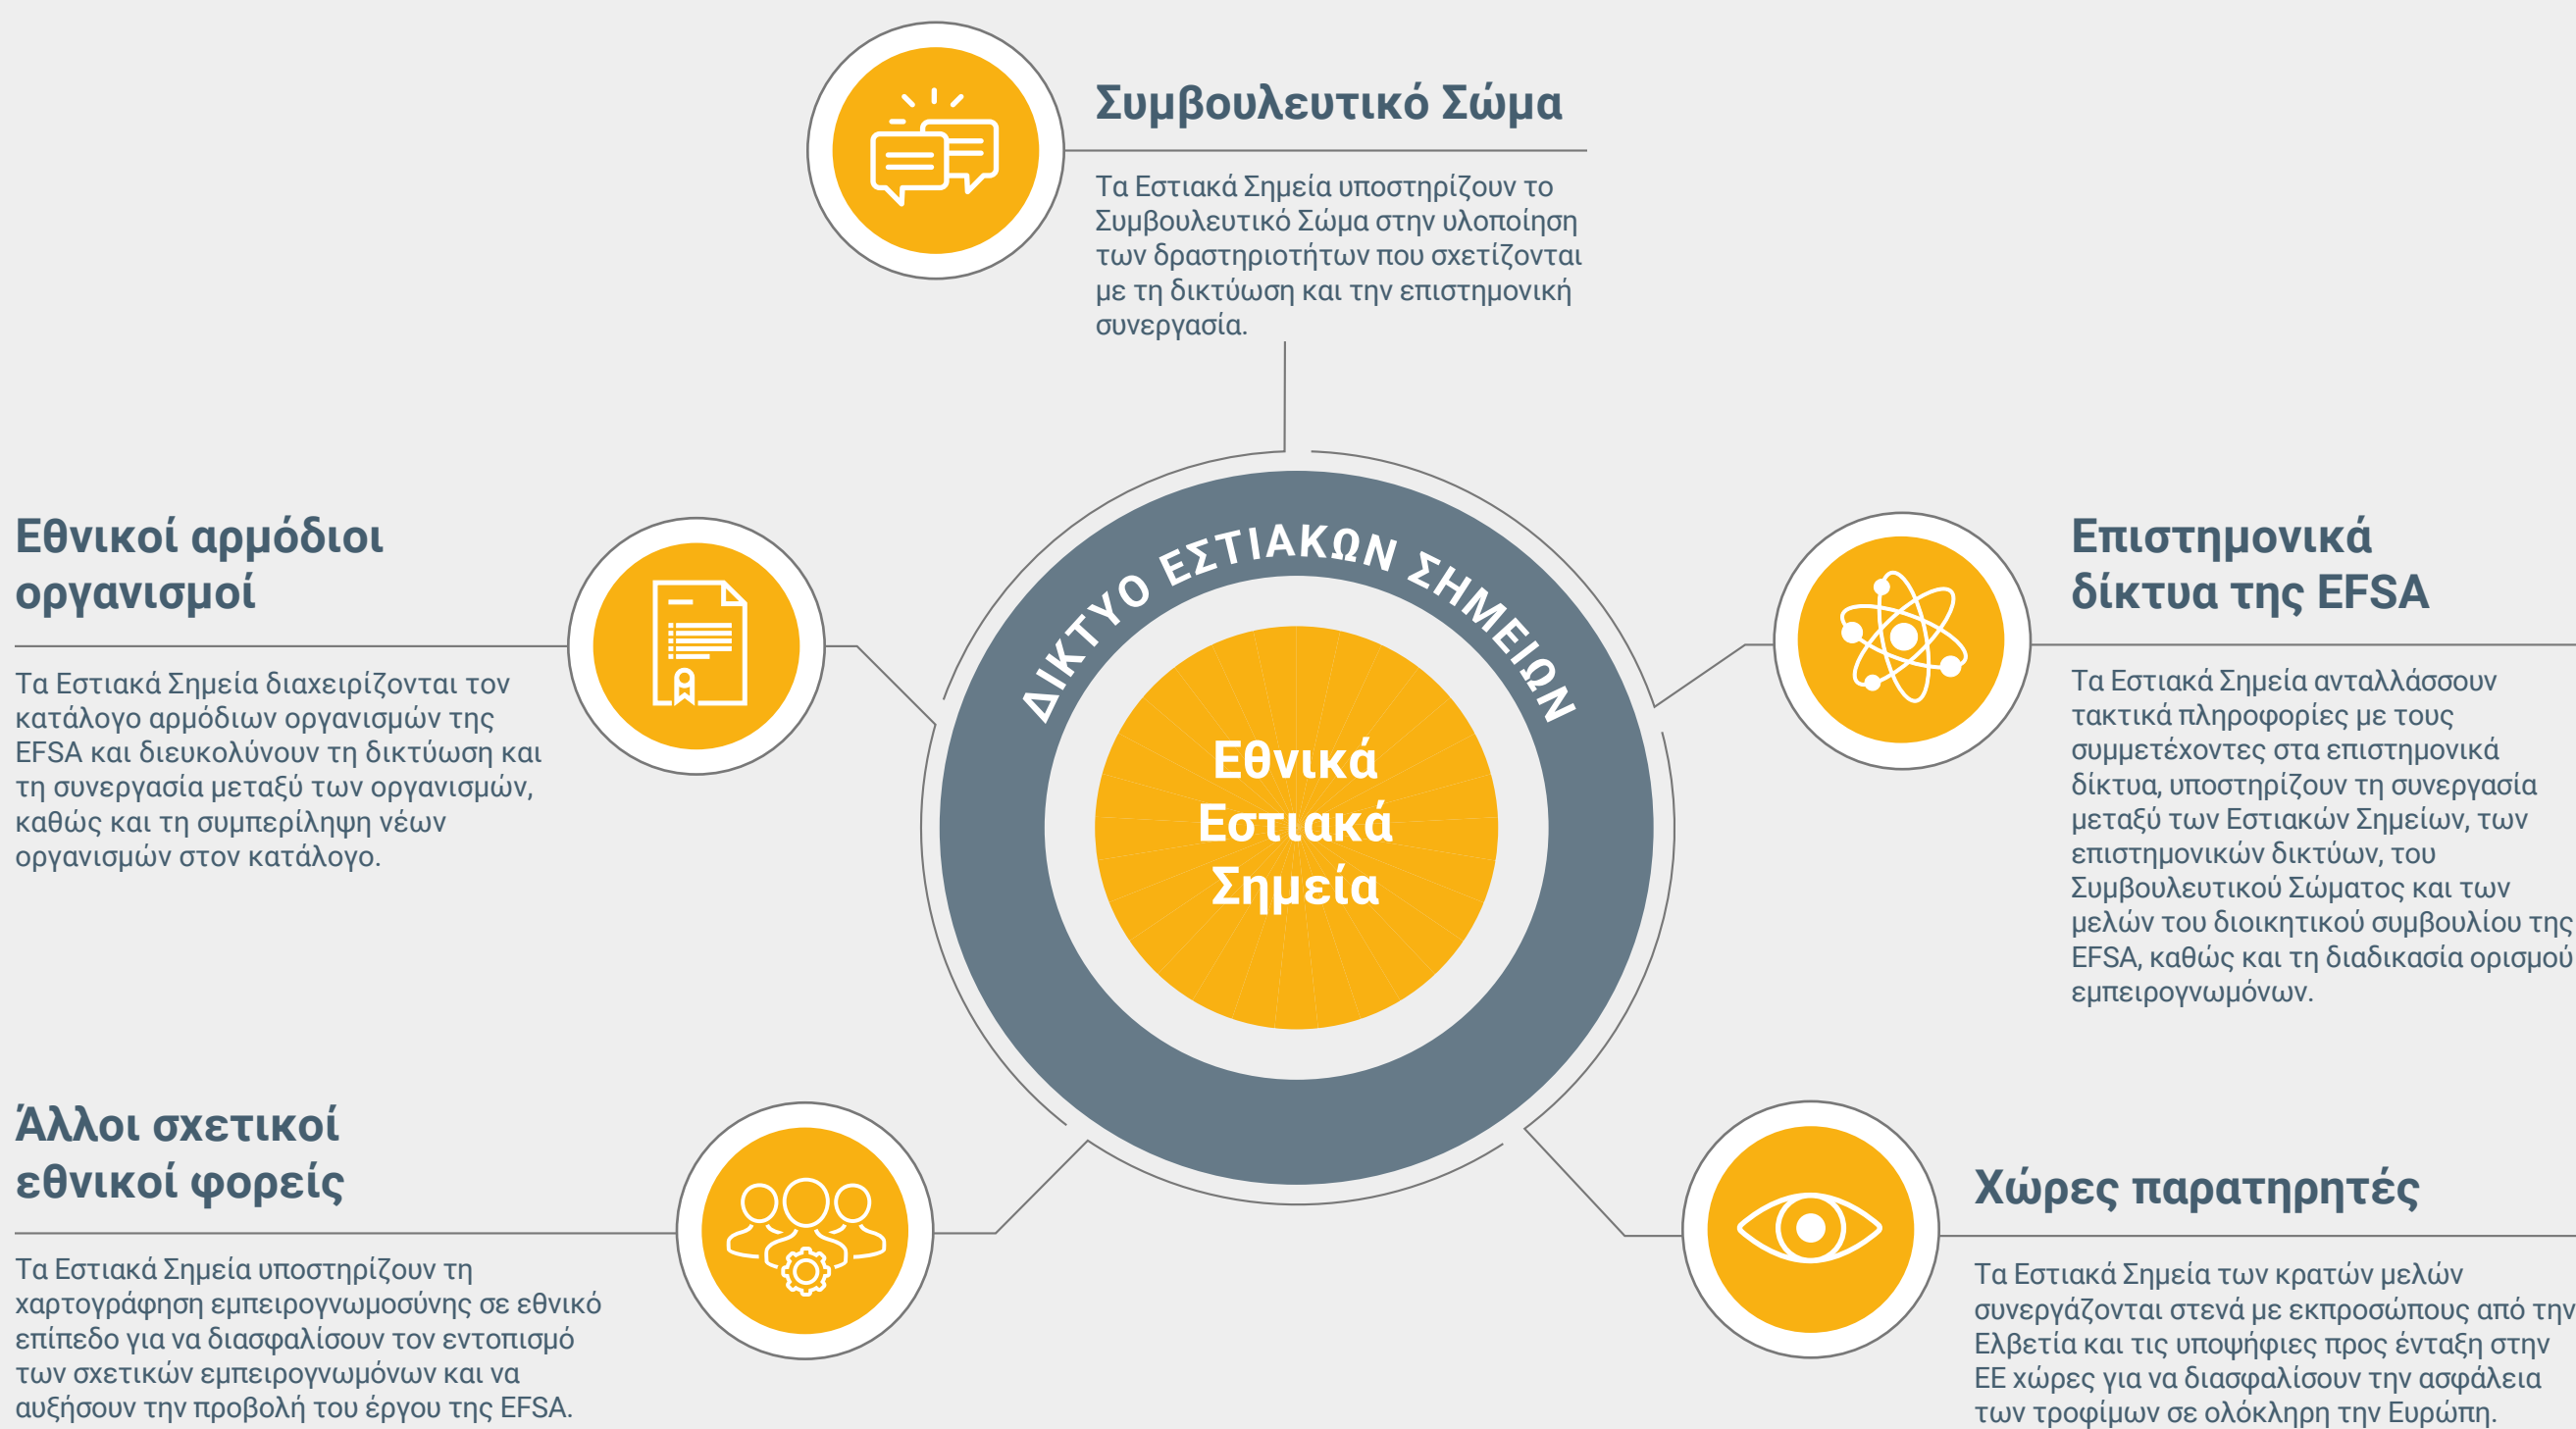 Συμβουλευτικό Σώμα
Τα Εστιακά Σημεία υποστηρίζουν το
Συμβουλευτικό Σώμα στην υλοποίηση
των δραστηριοτήτων που σχετίζονται
με τη δικτύωση και την επιστημονική
συνεργασία.
Εθνικοί αρμόδιοι
οργανισμοί
Τα Εστιακά Σημεία διαχειρίζονται τον
κατάλογο αρμόδιων οργανισμών της
EFSA και διευκολύνουν τη δικτύωση και
τη συνεργασία μεταξύ των οργανισμών,
καθώς και τη συμπερίληψη νέων
οργανισμών στον κατάλογο.
ΔΙΚΤΥΟ ΕΣΤΙΑΚΩΝ ΣΗΜΕΙΩΝ
Εθνικά
Εστιακά
Σημεία
Επιστημονικά
δίκτυα της EFSA
Τα Εστιακά Σημεία ανταλλάσσουν
τακτικά πληροφορίες με τους
συμμετέχοντες στα επιστημονικά
δίκτυα, υποστηρίζουν τη συνεργασία
μεταξύ των Εστιακών Σημείων, των
επιστημονικών δικτύων, του
Συμβουλευτικού Σώματος και των
μελών του διοικητικού συμβουλίου της
EFSA, καθώς και τη διαδικασία ορισμού
εμπειρογνωμόνων.
Άλλοι σχετικοί
εθνικοί φορείς
Τα Εστιακά Σημεία υποστηρίζουν τη
χαρτογράφηση εμπειρογνωμοσύνης σε εθνικό
επίπεδο για να διασφαλίσουν τον εντοπισμό
των σχετικών εμπειρογνωμόνων και να
αυξήσουν την προβολή του έργου της EFSA.
Χώρες παρατηρητές
Τα Εστιακά Σημεία των κρατών μελών
συνεργάζονται στενά με εκπροσώπους από την
Ελβετία και τις υποψήφιες προς ένταξη στην
ΕΕ χώρες για να διασφαλίσουν την ασφάλεια
των τροφίμων σε ολόκληρη την Ευρώπη.